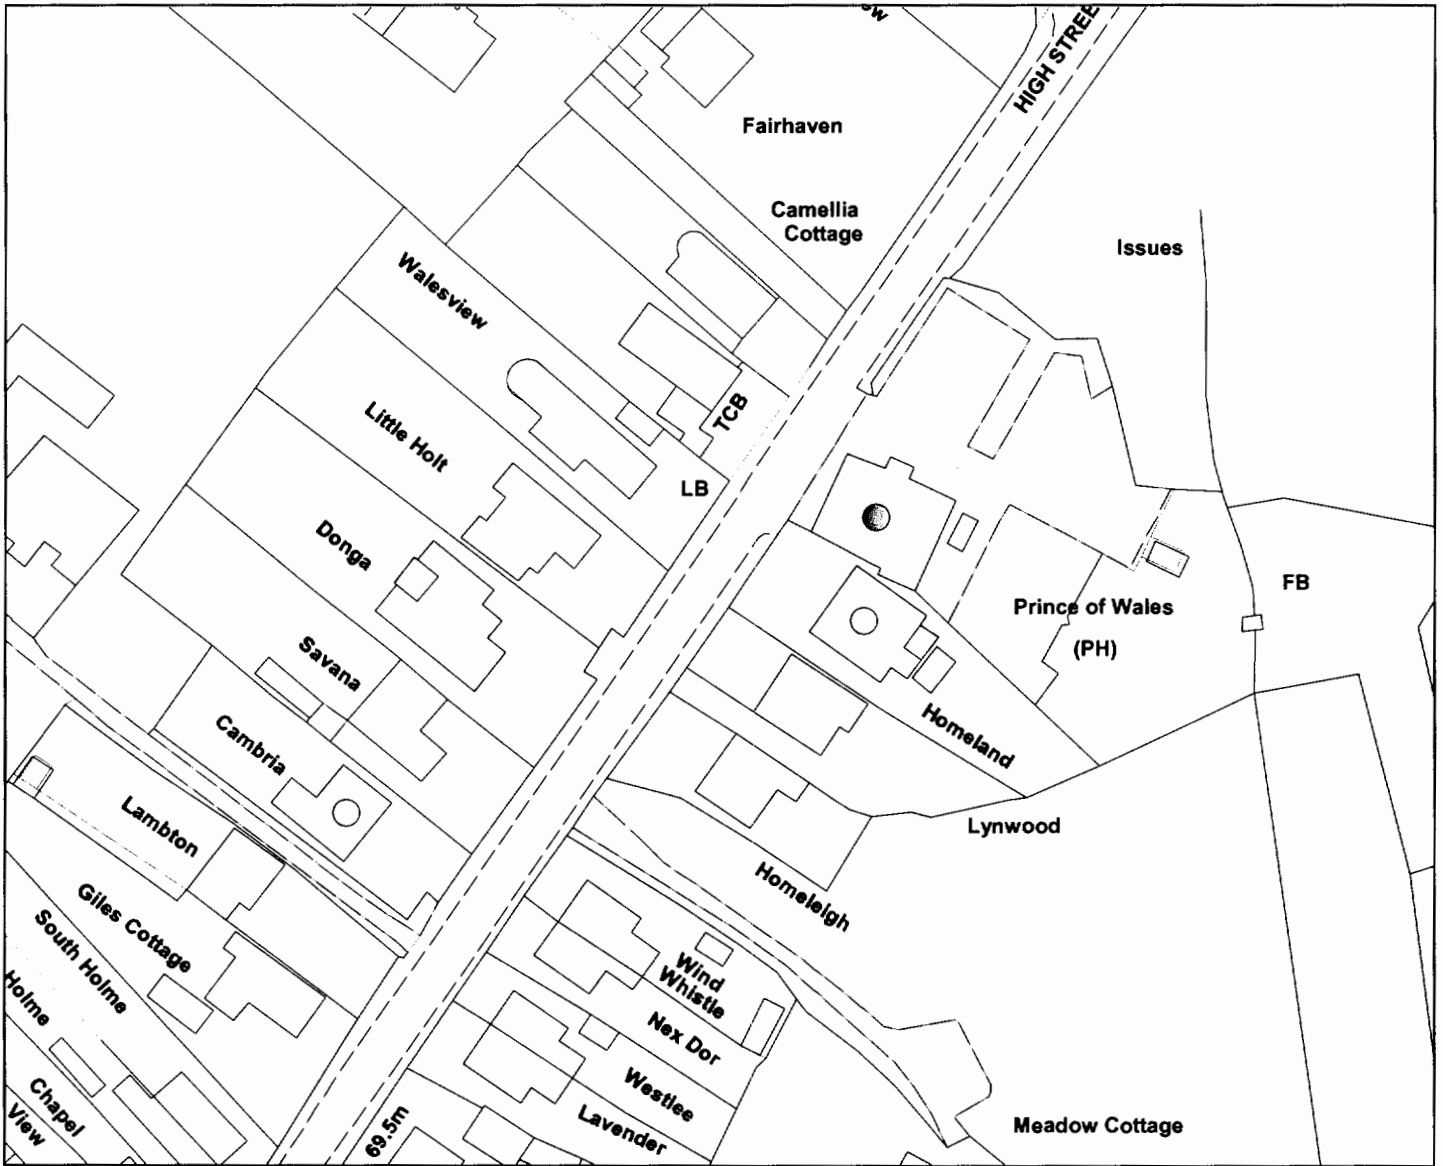 HIGH STREE
Fairhaven
Camellia
Cottage
Issues
Walesview
TCB
Little Holt
LB
Donga
FB
Prince of Wales
(PH)
Savana
Homeland
Cambria
Lambton
Lynwood
Homeleigh
Giles Cottage
South Holme
Holme
Wind
Whistle
Nex Dor
Westlee
Lavender
Chapel
View
69.5m
Meadow Cottage